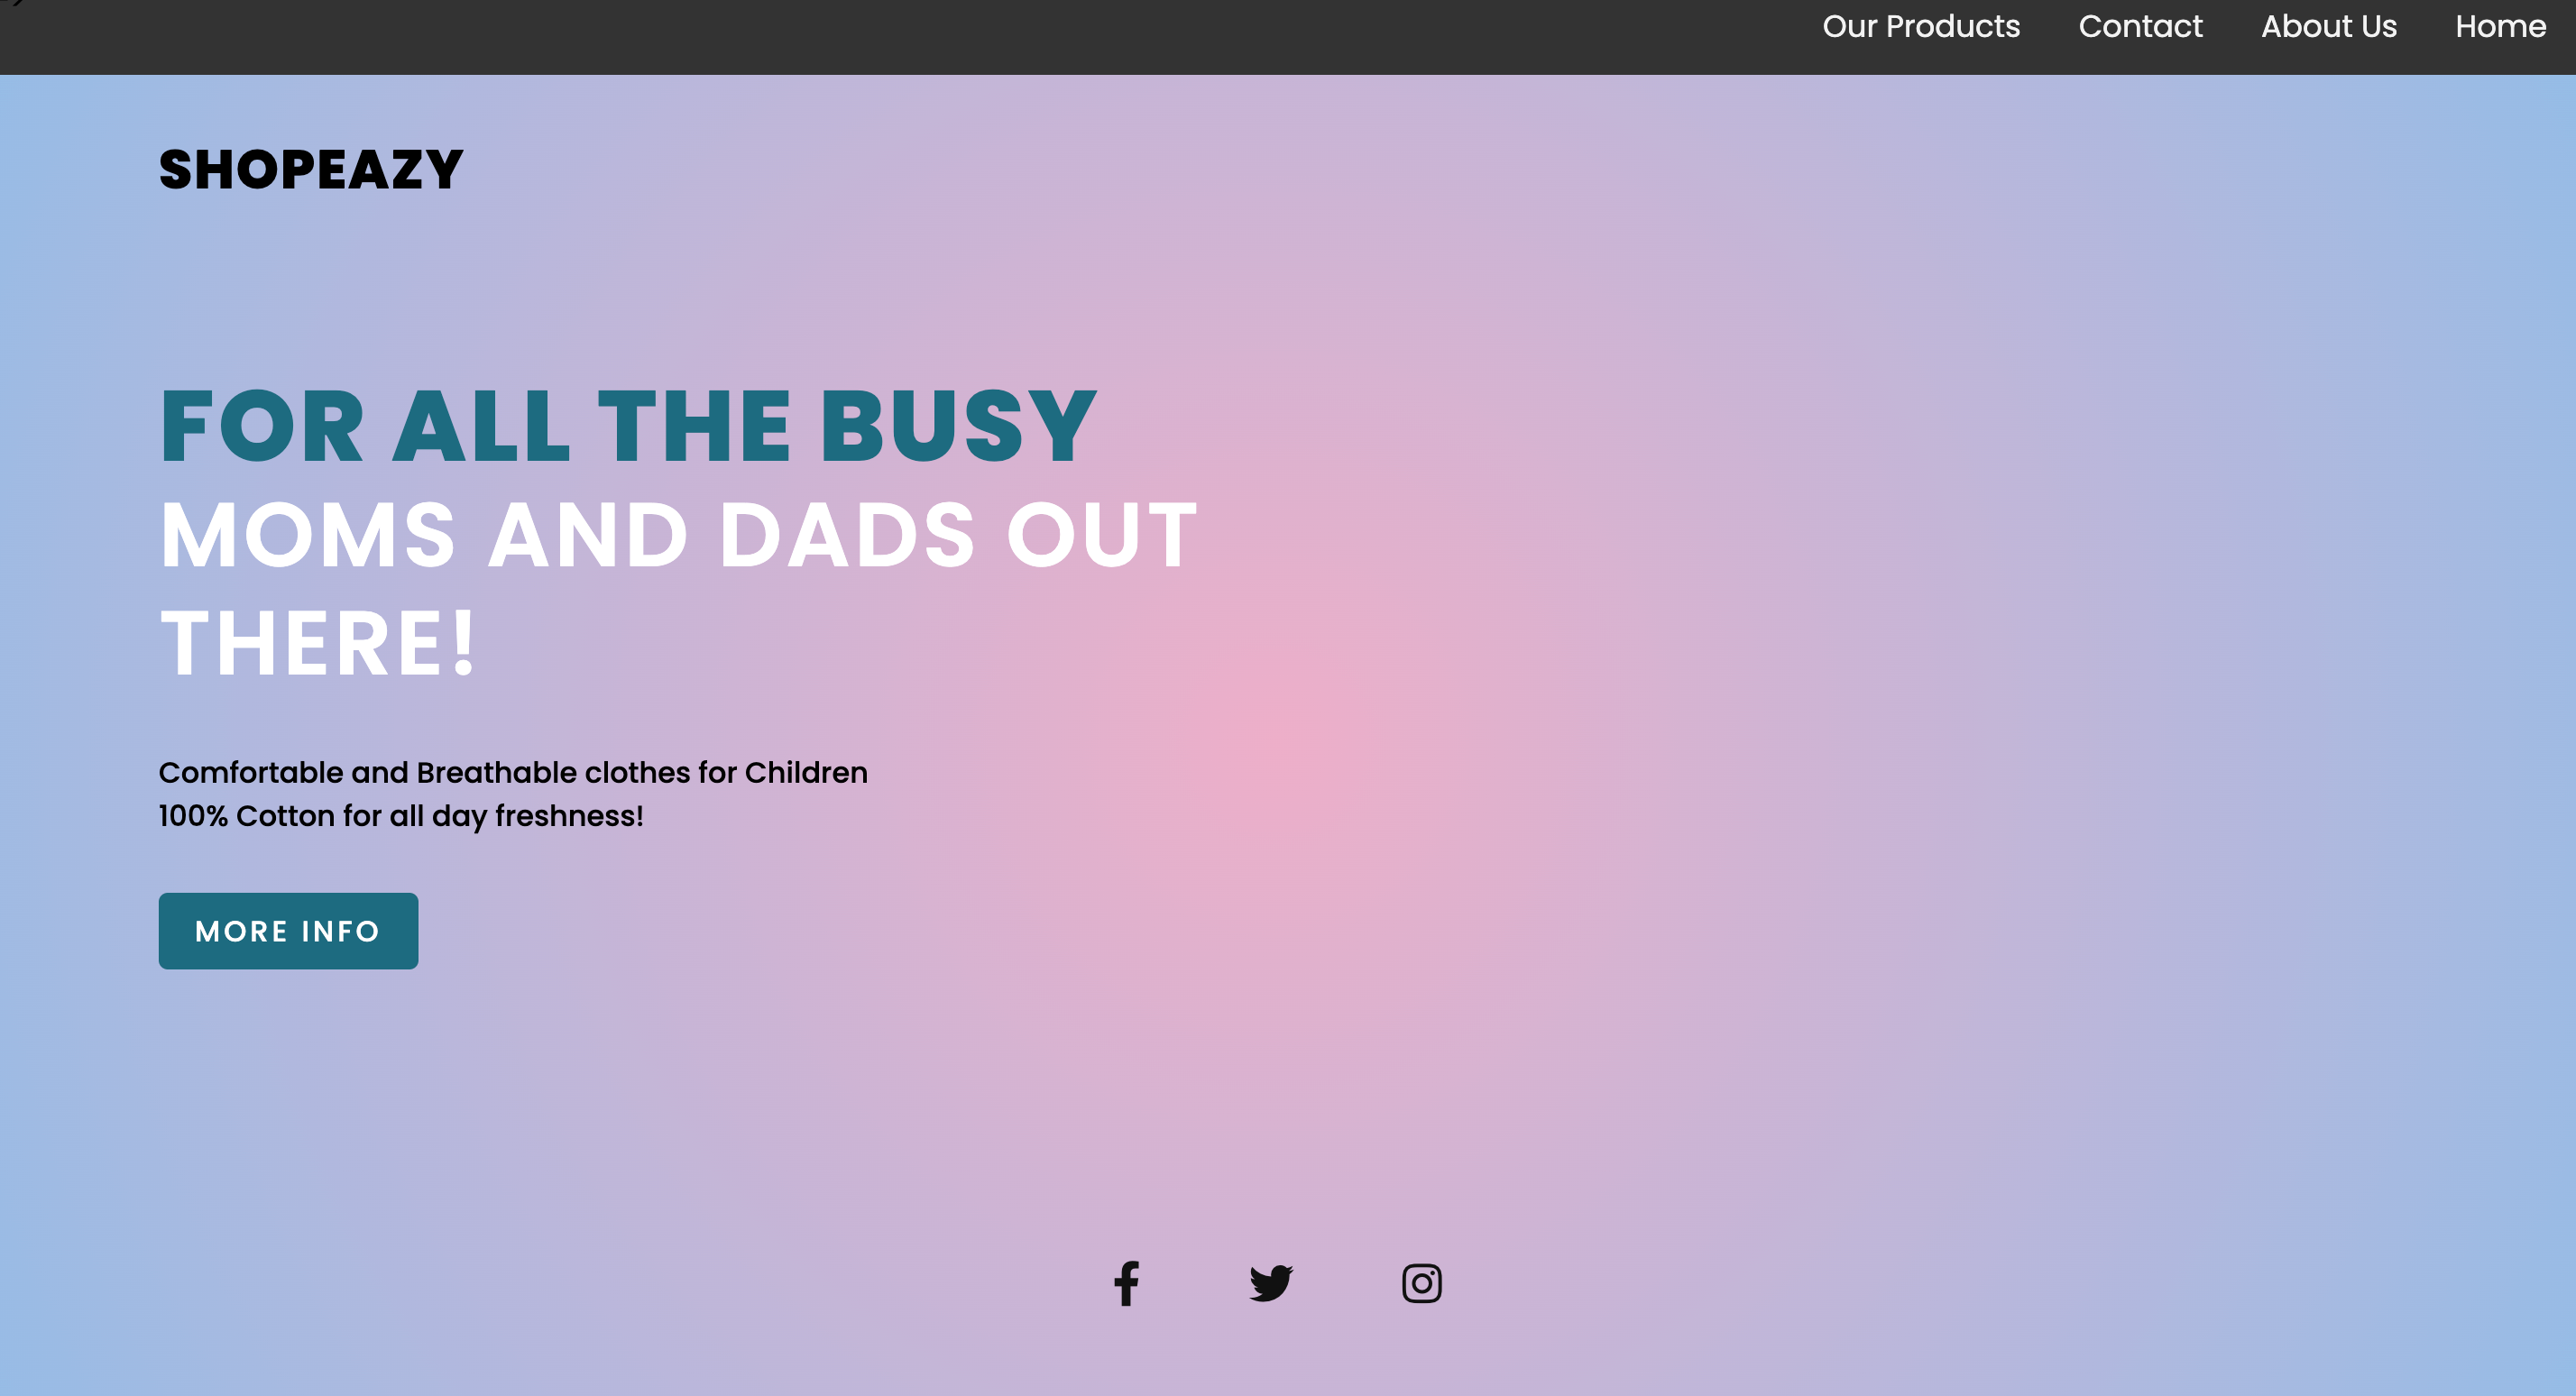 Our Products Contact About Us Home
SHOPEAZY
FOR ALL THE BUSY
MOMS AND DADS OUT
THERE!
Comfortable and Breathable clothes for Children
100% Cotton for all day freshness!
MORE INFO